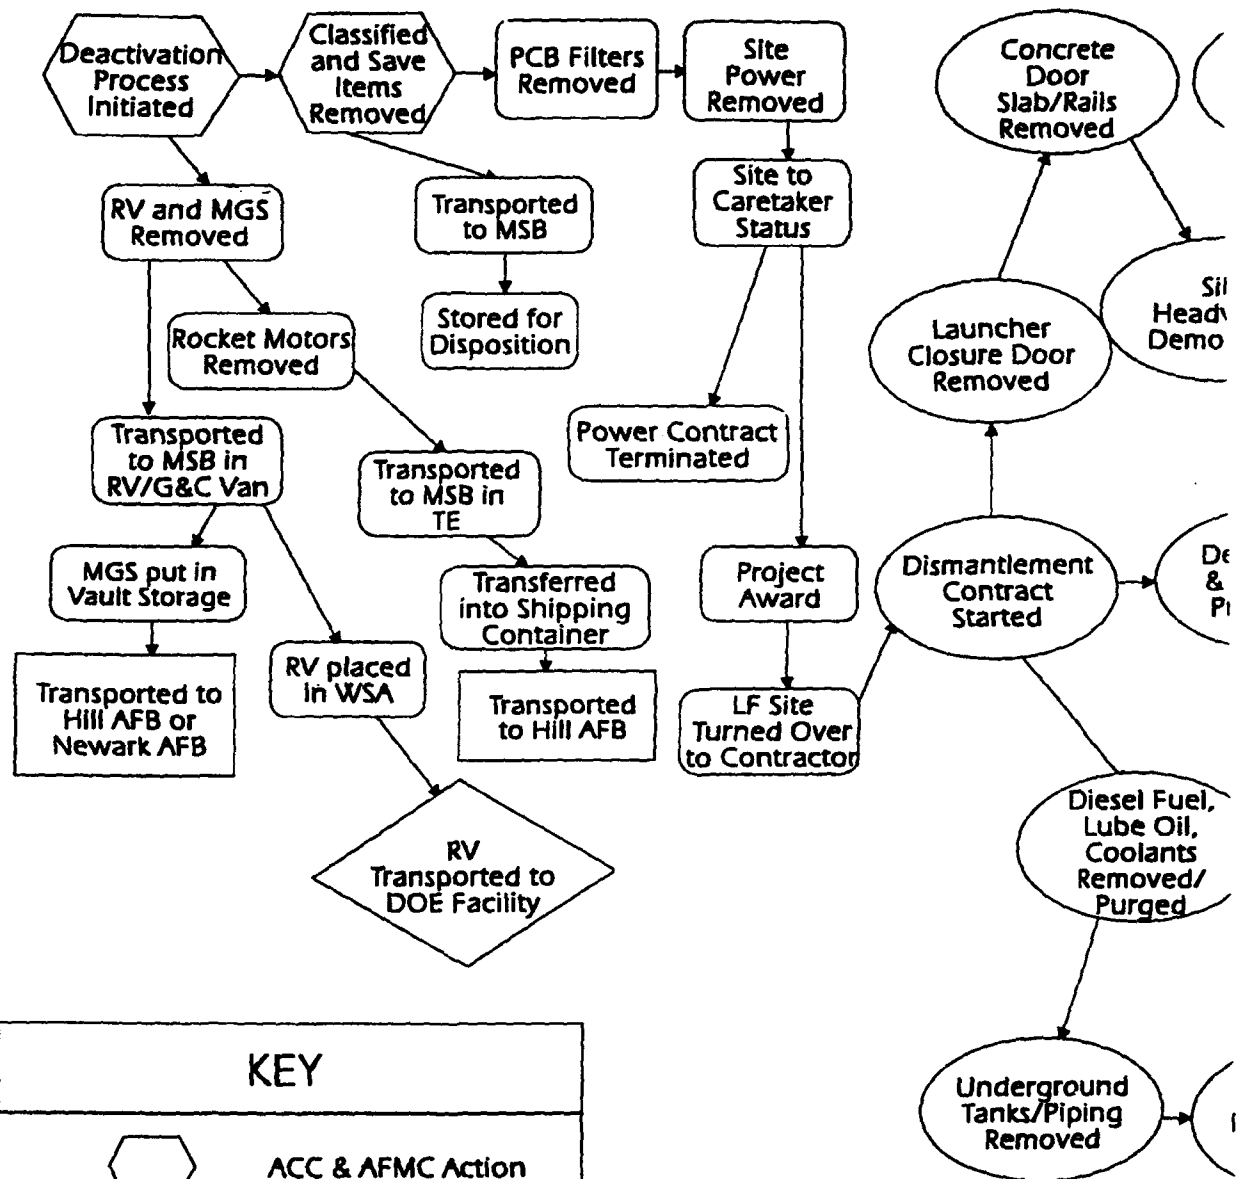 Deactivation
Process
Initiated
Classified
and Save
Items
Removed
PCB Filters
Removed
Site
Power
Removed
Concrete
Door
Slab/Rails
Removed
RV and MGS
Removed
Transported
to MSB
Site to
Caretaker
Status
Rocket Motors
Removed
Stored for
Disposition
Launcher
Closure Door
Removed
Transported
to MSB in
RV/G&C Van
Transported
to MSB in
TE
Power Contract
Terminated
MGS put in
Vault Storage
Transferred
into Shipping
Container
Project
Award
Dismantlement
Contract
Started
&
Transported to
Hill AFB or
Newark AFB
RV placed
in WSA
Transported
to Hill AFB
LF Site
Turned Over
to Contractor
RV
Transported to
DOE Facility
Diesel Fuel,
Lube Oil,
Coolants
Removed/
Purged
Underground
Tanks/Piping
Removed
KEY
ACC & AFMC Action